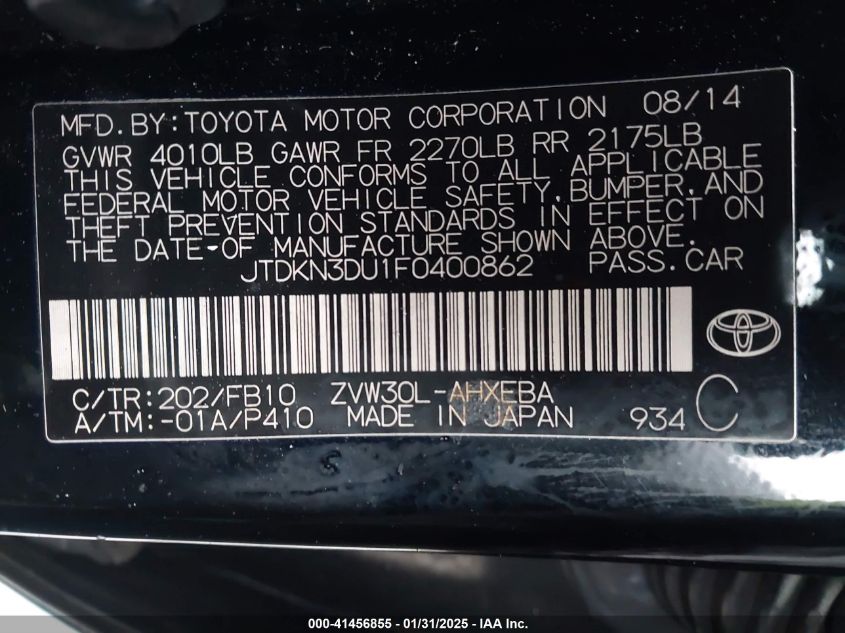 MFD.BY:TOYOTA MOTOR CORPORATION 08/14
GVWR 4010LB GAWR FR 2270LB RR 2175LB
THIS VEHICLE CONFORMS TO ALL APPLICABLE
FEDERAL MOTOR VEHICLE SAFETY,BUMPER,AND
THEFT PREVENTION STANDARDS IN EFFECT ON
THE DATE-OF MANUFACTURE SHOWN ABOVE.
JTDKN3DU1F0400862 PASS.CAR
C/TR:202/FB10 ZVW30L-AHXEBA
A/TM:-01A/P410 MADE IN JAPAN 934 C
000-41456855 — 01/31/2025 — IAA Inc.